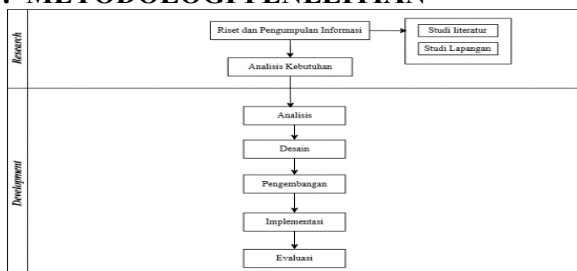 . METODOLOGI PENELITIAN
Research
Riset dan Pengumpulan Informasi
Studi literatur
Studi Lapangan
Analisis Kebutuhan
Development
Analisis
Desain
Pengembangan
Implementasi
Evaluasi